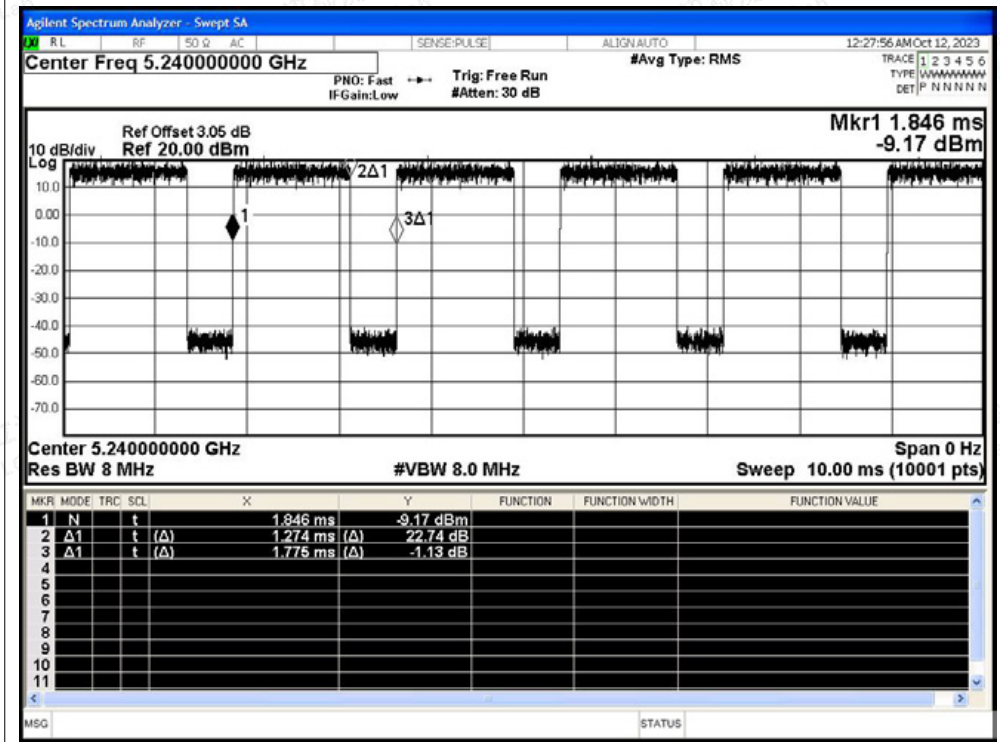 Agilent Spectrum Analyzer - Swept SA
RL RF 50 Ω AC SENSE:PULSE ALIGN AUTO 12:27:56 AM Oct 12, 2023
Center Freq 5.240000000 GHz #Avg Type: RMS TRACE 1 2 3 4 5 6
PNO: Fast Trig: Free Run TYPE WWWWWW
IFGain:Low #Atten: 30 dB DET P N N N N N
Mkr1 1.846 ms
Ref Offset 3.05 dB
10 dB/div Ref 20.00 dBm -9.17 dBm
Log
2Δ1
10.0
0.00
1 3Δ1
-10.0
-20.0
-30.0
-40.0
-50.0
-60.0
-70.0
Center 5.240000000 GHz Span 0 Hz
Res BW 8 MHz #VBW 8.0 MHz Sweep 10.00 ms (10001 pts)
MKR MODE TRC SCL X Y FUNCTION FUNCTION WIDTH FUNCTION VALUE
1 N t 1.846 ms -9.17 dBm
2 Δ1 t (Δ) 1.274 ms (Δ) 22.74 dB
3 Δ1 t (Δ) 1.775 ms (Δ) -1.13 dB
4
5
6
7
8
9
10
11
MSG STATUS